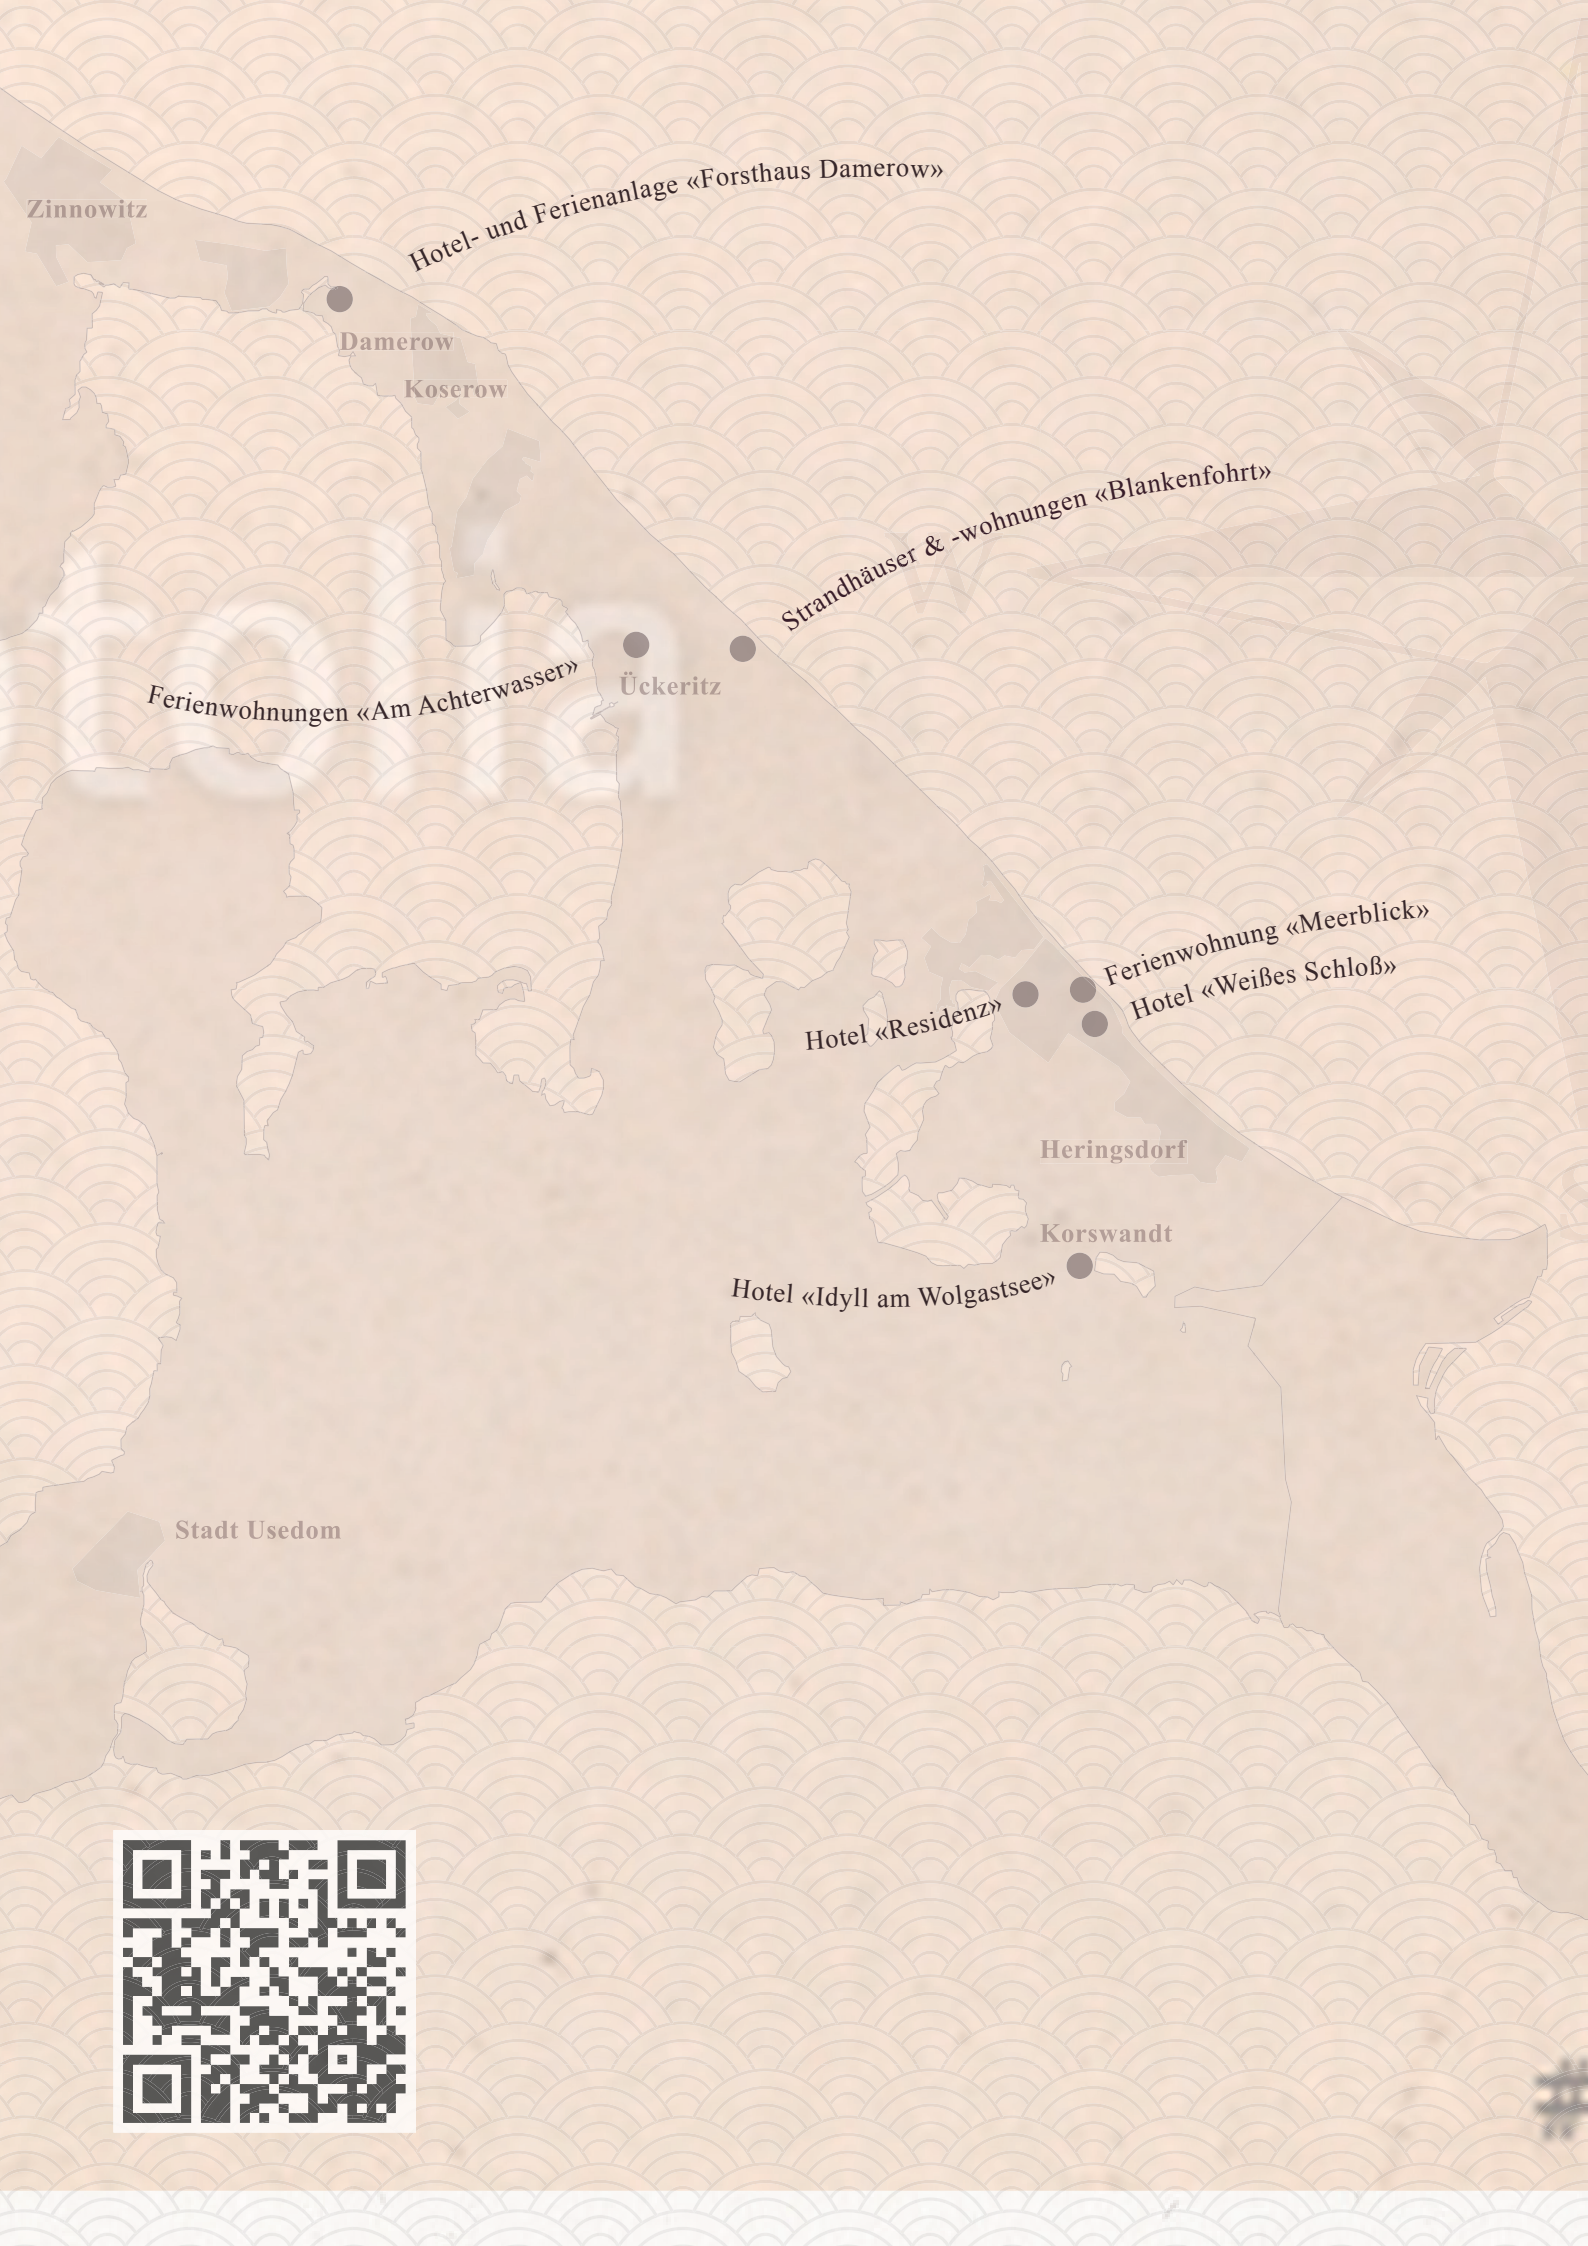 Hotel- und Ferienanlage «Forsthaus Damerow»
Zinnowitz
Damerow
Koserow
Strandhäuser & -wohnungen «Blankenfohrt»
Ferienwohnungen «Am Achterwasser»
Ückeritz
Ferienwohnung «Meerblick»
Hotel «Weißes Schloß»
Hotel «Residenz»
Heringsdorf
Korswandt
Hotel «Idyll am Wolgastsee»
Stadt Usedom
#